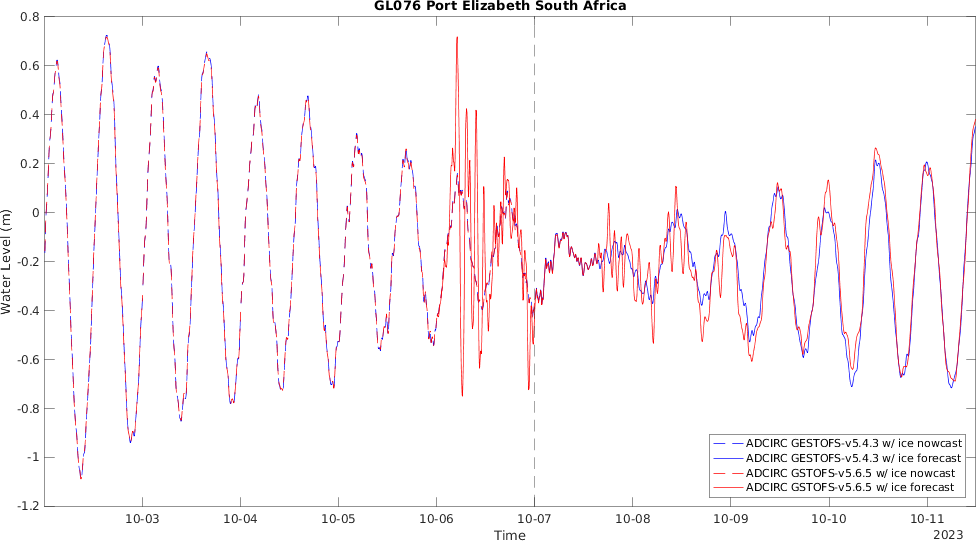 GL076 Port Elizabeth South Africa
0.8
0.6
0.4
0.2
0
-0.2
-0.4
-0.6
-0.8
-1
-1.2
Water Level (m)
ADCIRC GESTOFS-v5.4.3 w/ ice nowcast
ADCIRC GESTOFS-v5.4.3 w/ ice forecast
ADCIRC GSTOFS-v5.6.5 w/ ice nowcast
ADCIRC GSTOFS-v5.6.5 w/ ice forecast
10-03 10-04 10-05 10-06 10-07 10-08 10-09 10-10 10-11
Time
2023